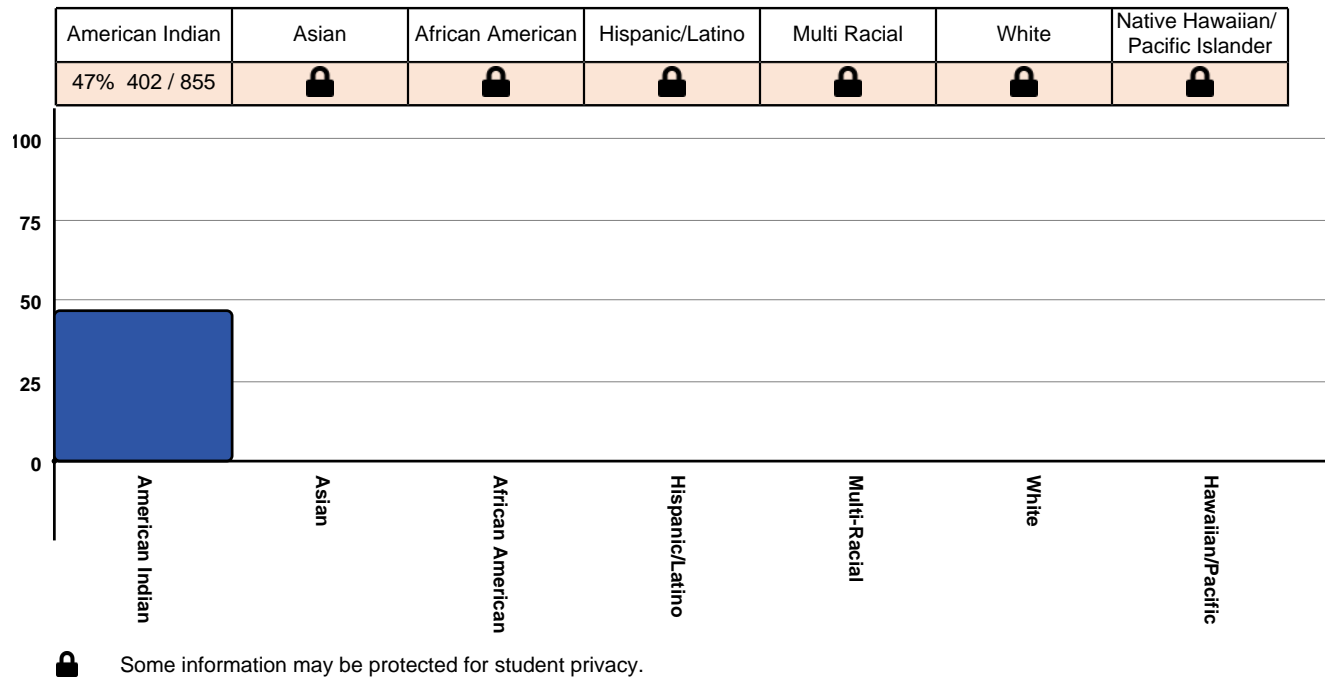 American Indian Asian African American Hispanic/Latino Multi Racial White Native Hawaiian/
Pacific Islander
47% 402 / 855
100
75
50
25
0
American Indian
Asian
African American
Hispanic/Latino
Multi-Racial
White
Hawaiian/Pacific
Some information may be protected for student privacy.